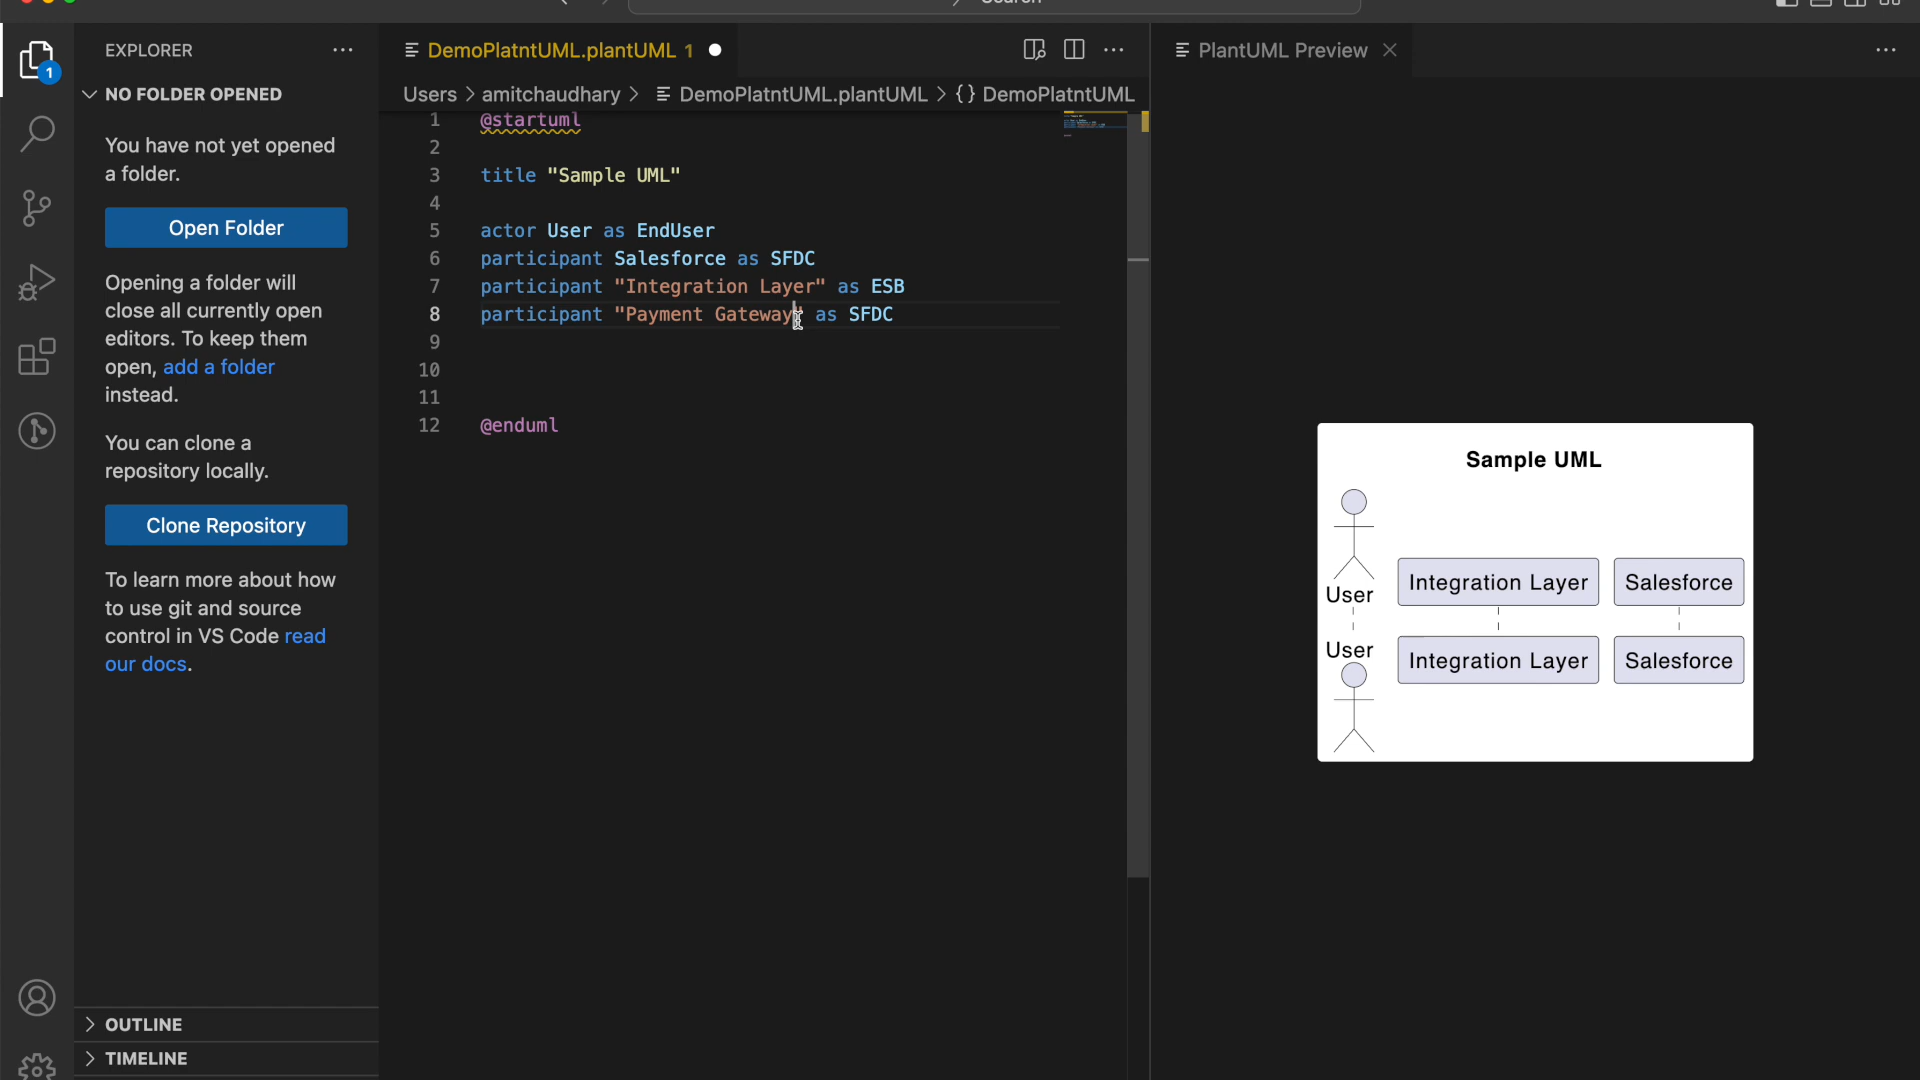 Search
EXPLORER
NO FOLDER OPENED
You have not yet opened
a folder.
Open Folder
Opening a folder will
close all currently open
editors. To keep them
open, add a folder
instead.
You can clone a
repository locally.
Clone Repository
To learn more about how
to use git and source
control in VS Code read
our docs.
OUTLINE
TIMELINE
1
DemoPlatntUML.plantUML 1
Users > amitchaudhary > DemoPlatntUML.plantUML > {} DemoPlatntUML
1 @startuml
2
3 title "Sample UML"
4
5 actor User as EndUser
6 participant Salesforce as SFDC
7 participant "Integration Layer" as ESB
8 participant "Payment Gateway" as SFDC
9
10
11
12 @enduml
PlantUML Preview
Sample UML
User
Integration Layer
Salesforce
User
Integration Layer
Salesforce